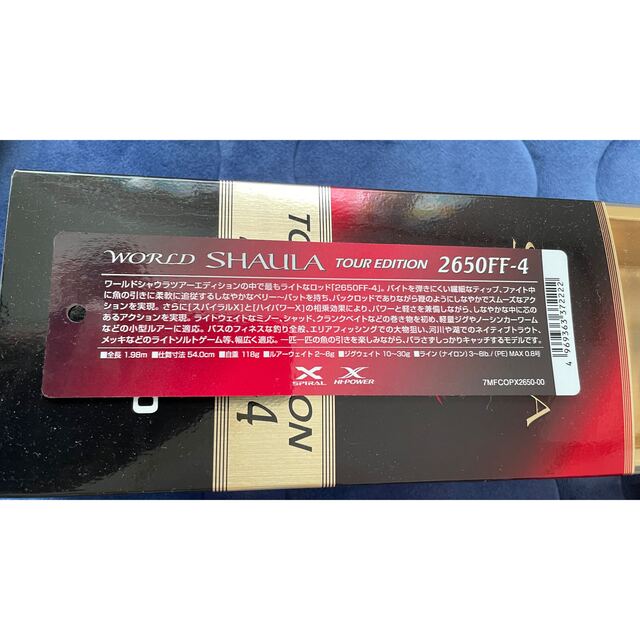 WORLD SHAULA TOUR EDITION 2650FF-4
ワールドシャウラツアーエディションの中で最もライトなロッド[2650FF-4]。バイトを弾きにくい繊細なティップ、ファイト中
に魚の引きに柔軟に追従するしなやかなベリー〜バットを持ち、パックロッドでありながら鞭のようにしなやかでスムーズなアク
ションを実現。さらに[スパイラルX]と[ハイパワーX]の相乗効果により、パワーと軽さを兼備しながら、しなやかな中に芯の
あるアクションを実現。ライトウェイトなミノー、シャッド、クランクベイトなどの巻き物を初め、軽量ジグやノーシンカーワーム
などの小型ルアーに適応。バスのフィネスな釣り全般、エリアフィッシングでの大物狙い、河川や湖でのネイティブトラウト、
メッキなどのライトソルトゲーム等、幅広く適応。一匹一匹の魚の引きを楽しみながら、バラさずしっかりキャッチするモデルです。
■全長 1.98m ■仕舞寸法 54.0cm ■自重 118g ■ルアーウェイト 2〜8g ■ジグウェイト 10〜30g ■ライン (ナイロン) 3〜8lb./(PE) MAX 0.8号
X SPIRAL X HI-POWER
7MFCOPX2650-00
4 969363 372222
TO
ION
4
A